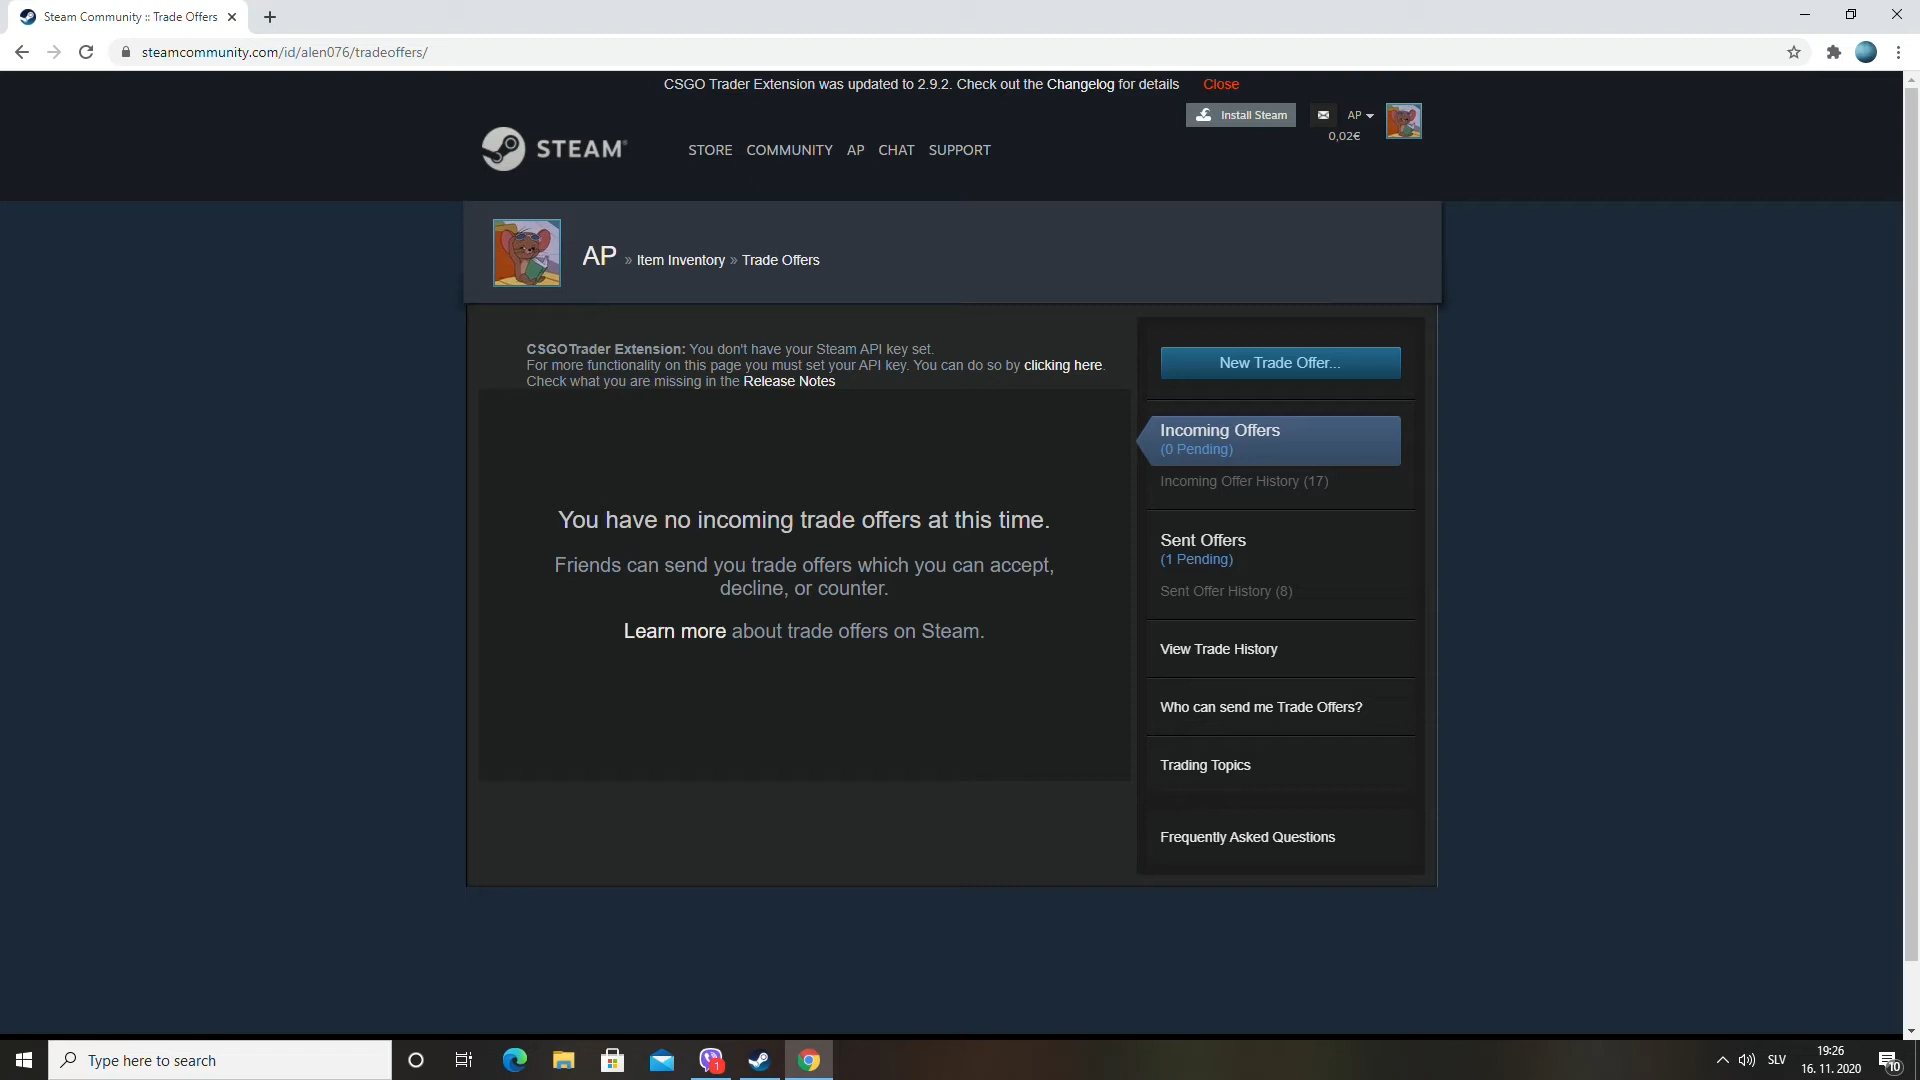 Steam Community :: Trade Offers
steamcommunity.com/id/alen076/tradeoffers/
CSGO Trader Extension was updated to 2.9.2. Check out the Changelog for details Close
Install Steam
AP
0,02€
STEAM®
STORE COMMUNITY AP CHAT SUPPORT
AP » Item Inventory » Trade Offers
CSGOTrader Extension: You don't have your Steam API key set.
For more functionality on this page you must set your API key. You can do so by clicking here.
Check what you are missing in the Release Notes
You have no incoming trade offers at this time.
Friends can send you trade offers which you can accept,
decline, or counter.
Learn more about trade offers on Steam.
New Trade Offer...
Incoming Offers
(0 Pending)
Incoming Offer History (17)
Sent Offers
(1 Pending)
Sent Offer History (8)
View Trade History
Who can send me Trade Offers?
Trading Topics
Frequently Asked Questions
Type here to search
1
SLV
19:26
16. 11. 2020
10